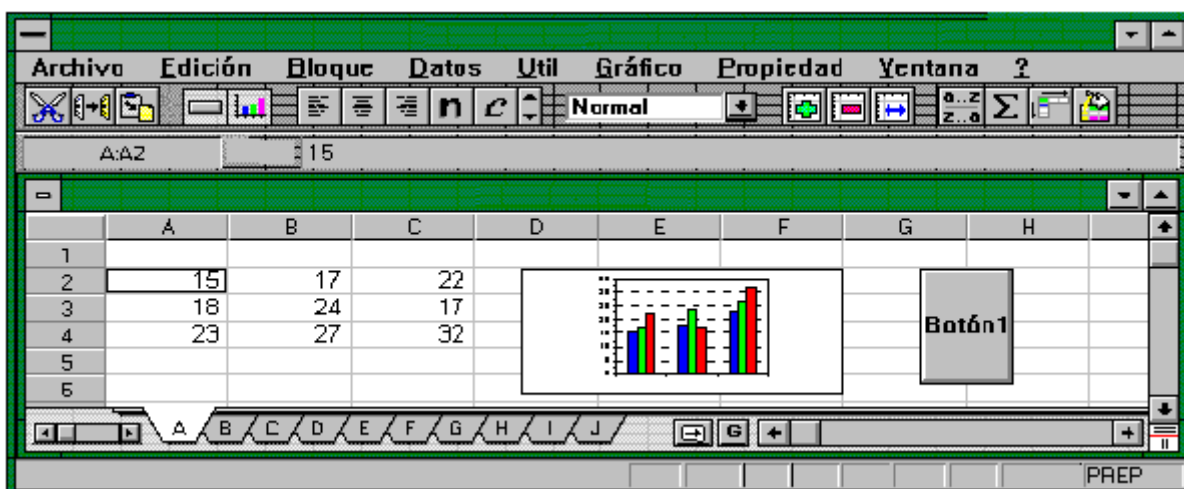 Archivo Edición Bloque Datos Util Gráfico Propiedad Ventana ?
n c Normal a..z z..a Σ
A:A2 15
A B C D E F G H
1
2 15 17 22
3 18 24 17
4 23 27 32
5
6
Botón1
A B C D E F G H I J G
PREP